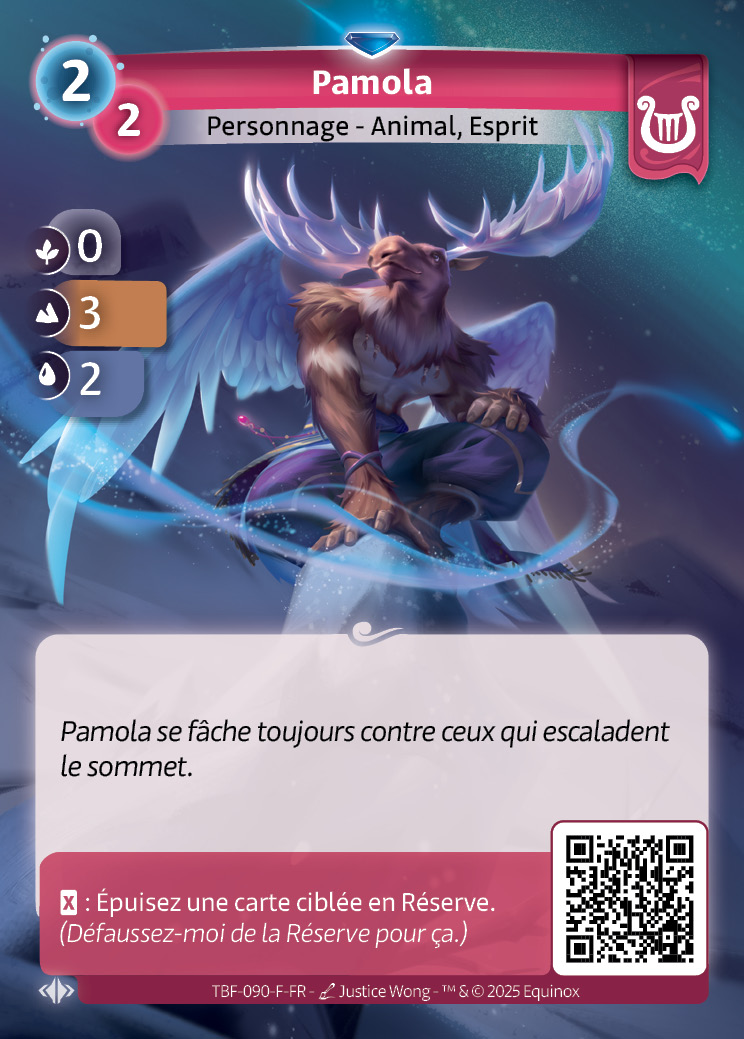 2
Pamola
2
Personnage - Animal, Esprit
0
3
2
Pamola se fâche toujours contre ceux qui escaladent
le sommet.
X : Épuisez une carte ciblée en Réserve.
(Défaussez-moi de la Réserve pour ça.)
TBF-090-F-FR - Justice Wong - ™ & © 2025 Equinox